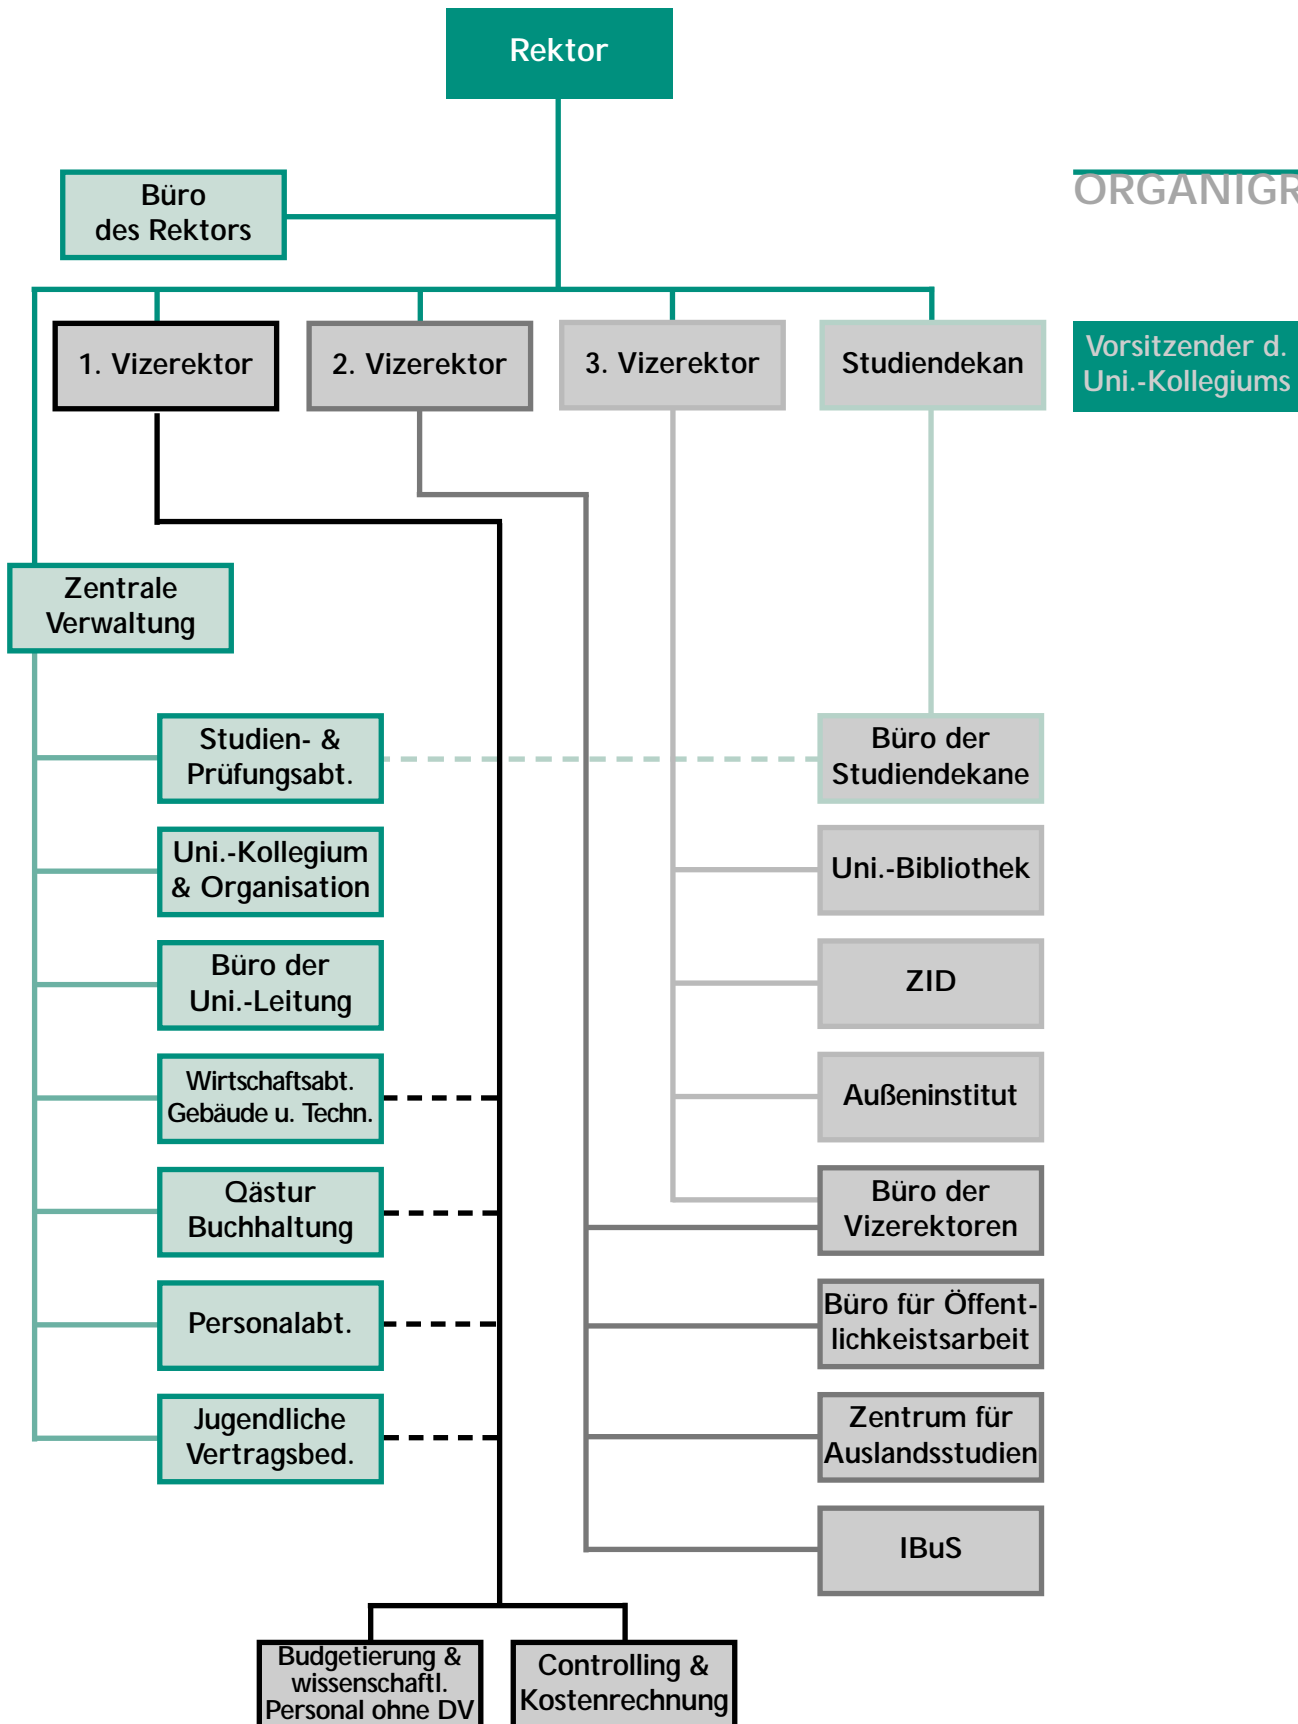 Rektor
Büro
des Rektors
ORGANIGR
1. Vizerektor
2. Vizerektor
3. Vizerektor
Studiendekan
Vorsitzender d.
Uni.-Kollegiums
Zentrale
Verwaltung
Studien- &
Prüfungsabt.
Büro der
Studiendekane
Uni.-Kollegium
& Organisation
Uni.-Bibliothek
Büro der
Uni.-Leitung
ZID
Wirtschaftsabt.
Gebäude u. Techn.
Außeninstitut
Qästur
Buchhaltung
Büro der
Vizerektoren
Personalabt.
Büro für Öffent-
lichkeistsarbeit
Jugendliche
Vertragsbed.
Zentrum für
Auslandsstudien
IBuS
Budgetierung &
wissenschaftl.
Personal ohne DV
Controlling &
Kostenrechnung